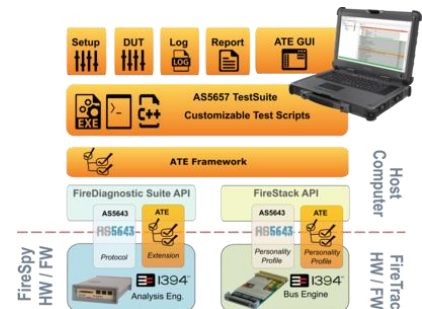 Setup
DUT
Log
Report
ATE GUI
LOG
EXE
C++
AS5657 TestSuite
Customizable Test Scripts
ATE Framework
Host
Computer
FireDiagnostic Suite API
FireStack API
AS5643
ATE
AS5643
ATE
AS5643
AS5643
Protocol
Extension
Personality
Profile
Personality
Profile
FireSpy
HW / FW
1394
Analysis Eng.
1394
Bus Engine
FireTrac
HW / FW